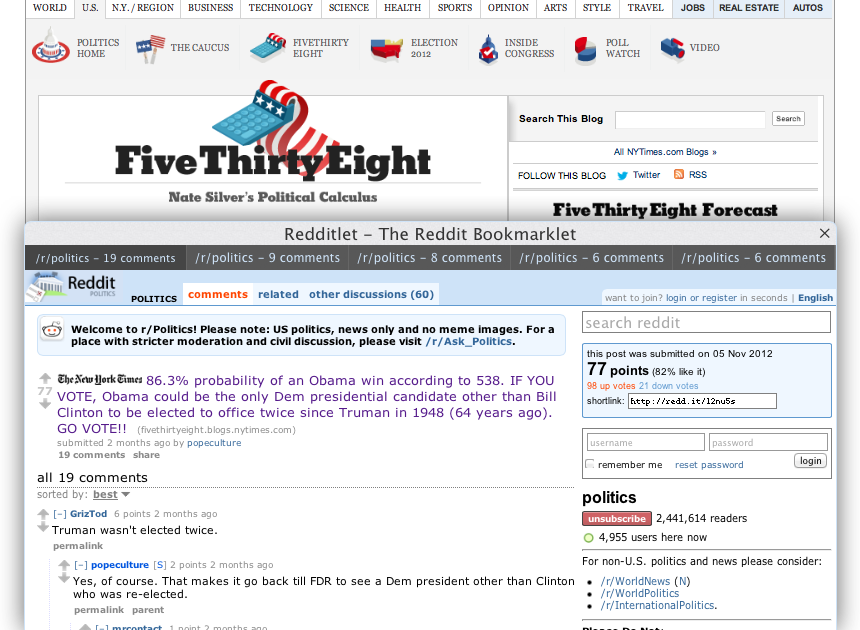 WORLD U.S. N.Y. / REGION BUSINESS TECHNOLOGY SCIENCE HEALTH SPORTS OPINION ARTS STYLE TRAVEL JOBS REAL ESTATE AUTOS
POLITICS HOME
THE CAUCUS
FIVETHIRTY EIGHT
ELECTION 2012
INSIDE CONGRESS
POLL WATCH
VIDEO
FiveThirtyEight
Nate Silver's Political Calculus
Search This Blog
Search
All NYTimes.com Blogs »
FOLLOW THIS BLOG Twitter RSS
FiveThirtyEight Forecast
Redditlet – The Reddit Bookmarklet
/r/politics – 19 comments /r/politics – 9 comments /r/politics – 8 comments /r/politics – 6 comments /r/politics – 6 comments
Reddit
POLITICS
POLITICS comments related other discussions (60)
want to join? login or register in seconds | English
Welcome to r/Politics! Please note: US politics, news only and no meme images. For a
place with stricter moderation and civil discussion, please visit /r/Ask_Politics.
77
The New York Times 86.3% probability of an Obama win according to 538. IF YOU
VOTE, Obama could be the only Dem presidential candidate other than Bill
Clinton to be elected to office twice since Truman in 1948 (64 years ago).
GO VOTE!! (fivethirtyeight.blogs.nytimes.com)
submitted 2 months ago by popeculture
19 comments share
all 19 comments
sorted by: best
[–] GrizTod 6 points 2 months ago
Truman wasn't elected twice.
permalink
[–] popeculture [S] 2 points 2 months ago
Yes, of course. That makes it go back till FDR to see a Dem president other than Clinton
who was re-elected.
permalink parent
[–] mrcontact 1 point 2 months ago
search reddit
this post was submitted on 05 Nov 2012
77 points (82% like it)
98 up votes 21 down votes
shortlink: http://redd.it/12nu5s
username password
remember me reset password login
politics
unsubscribe 2,441,614 readers
4,955 users here now
For non-U.S. politics and news please consider:
/r/WorldNews (N)
/r/WorldPolitics
/r/InternationalPolitics.
Please Do Not: